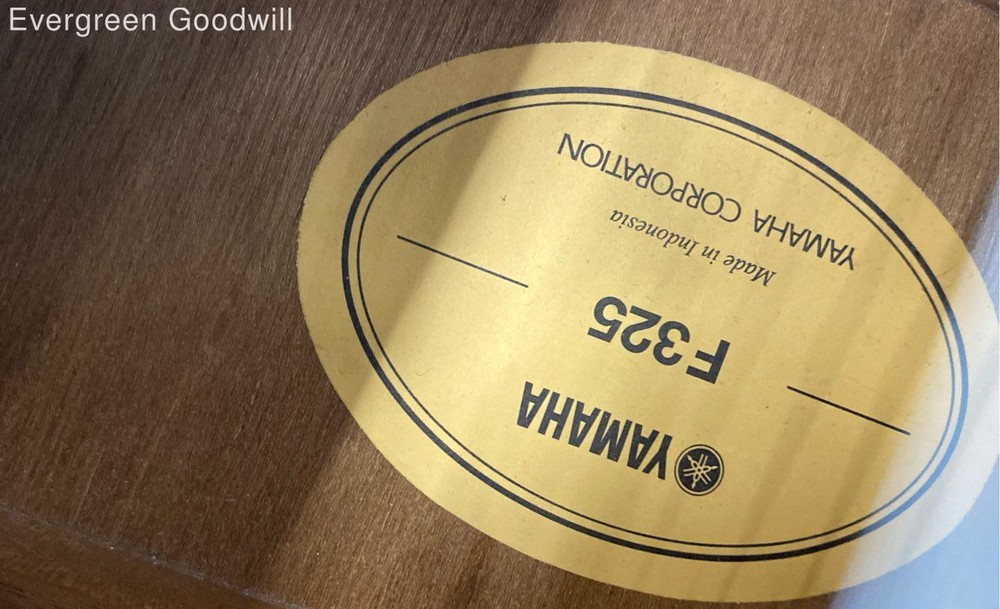 Evergreen Goodwill
YAMAHA
F325
Made in Indonesia
YAMAHA CORPORATION